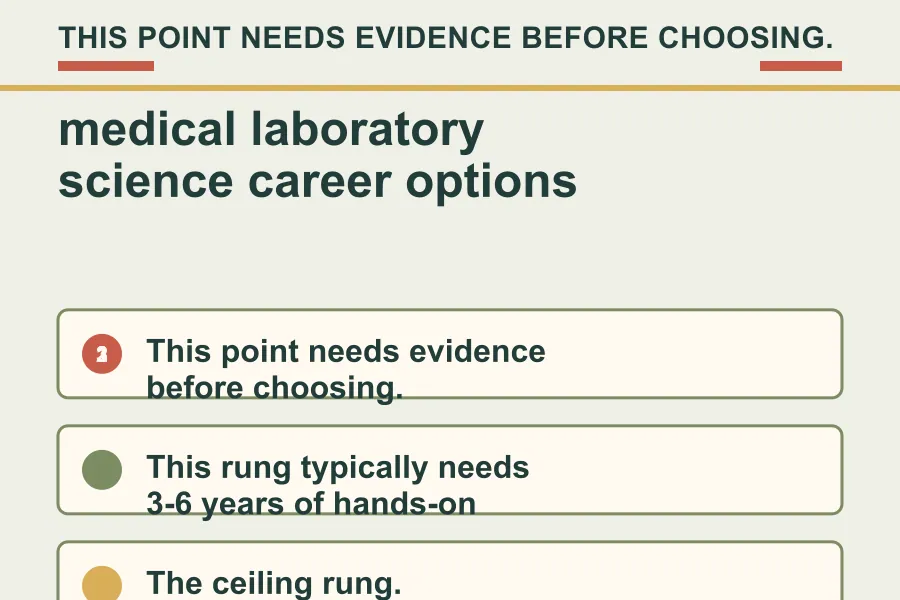 THIS POINT NEEDS EVIDENCE BEFORE CHOOSING.
medical laboratory
science career options
This point needs evidence
before choosing.
This rung typically needs
3-6 years of hands-on
The ceiling rung.